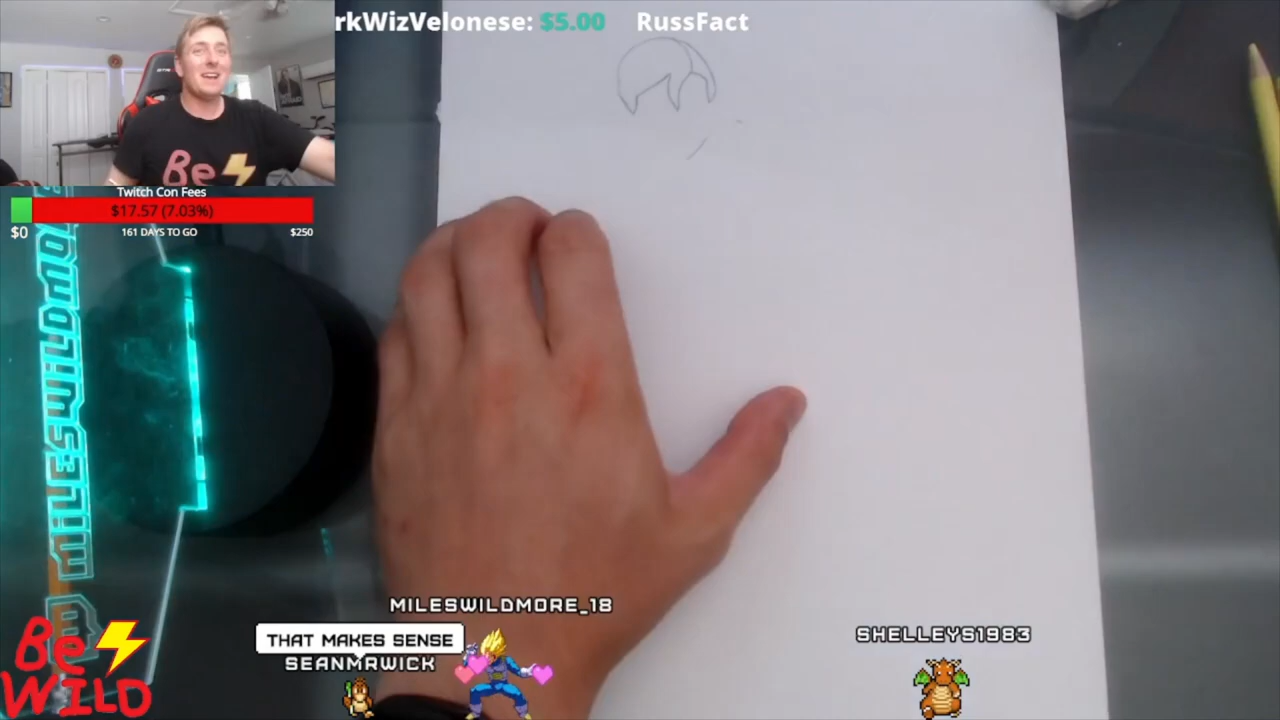 rkWizVelonese: $5.00 RussFact
Be
Twitch Con Fees
$17.57 (7.03%)
$0 161 DAYS TO GO $250
MILESWILDMO
MILESWILDMORE_18
THAT MAKES SENSE
SEANMRWICK
SHELLEYS1983
Be
WILD